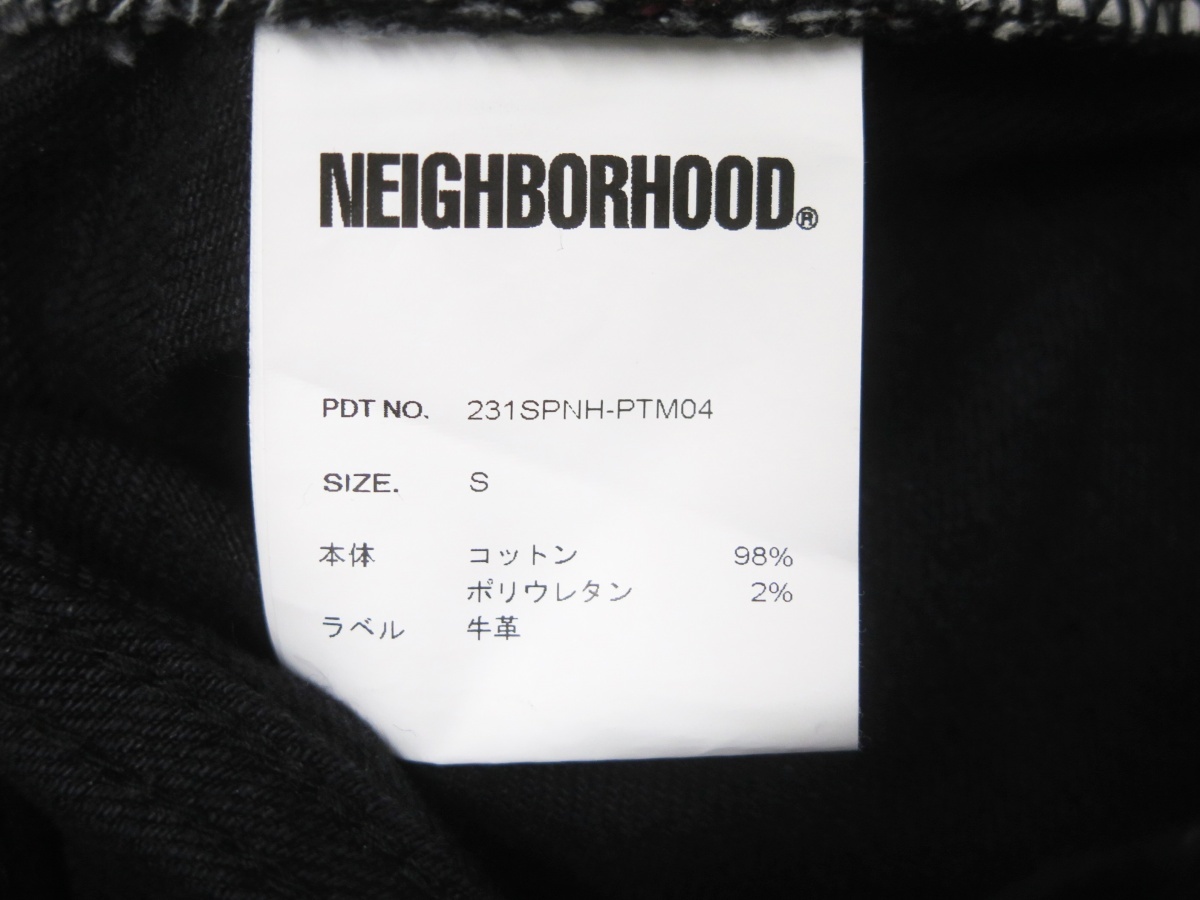 NEIGHBORHOOD®
PDT NO. 231SPNH-PTM04
SIZE. S
本体 コットン 98%
ポリウレタン 2%
ラベル 牛革